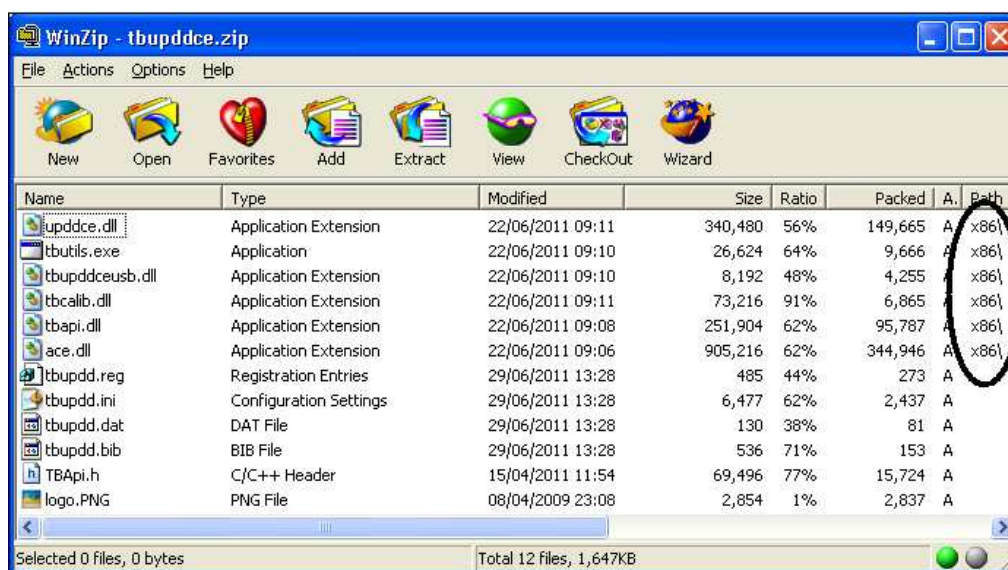 WinZip - tbupddce.zip
File Actions Options Help
New Open Favorites Add Extract View CheckOut Wizard
Name Type Modified Size Ratio Packed A. Path
upddce.dll Application Extension 22/06/2011 09:11 340,480 56% 149,665 A x86\
tbutils.exe Application 22/06/2011 09:10 26,624 64% 9,666 A x86\
tbupddceusb.dll Application Extension 22/06/2011 09:10 8,192 48% 4,255 A x86\
tbcalib.dll Application Extension 22/06/2011 09:11 73,216 91% 6,865 A x86\
tbapi.dll Application Extension 22/06/2011 09:08 251,904 62% 95,787 A x86\
ace.dll Application Extension 22/06/2011 09:06 905,216 62% 344,946 A x86\
tbupdd.reg Registration Entries 29/06/2011 13:28 485 44% 273 A
tbupdd.ini Configuration Settings 29/06/2011 13:28 6,477 62% 2,437 A
tbupdd.dat DAT File 29/06/2011 13:28 130 38% 81 A
tbupdd.bib BIB File 29/06/2011 13:28 536 71% 153 A
TBApi.h C/C++ Header 15/04/2011 11:54 69,496 77% 15,724 A
logo.PNG PNG File 08/04/2009 23:08 2,854 1% 2,837 A
Selected 0 files, 0 bytes Total 12 files, 1,647KB